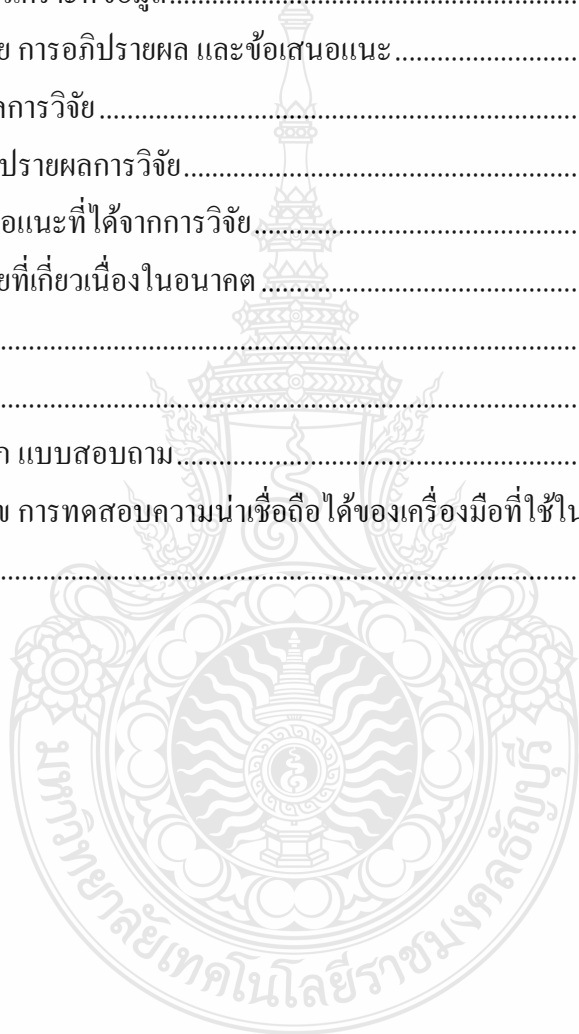 ข้อมูล................................................................................
ย การอภิปรายผล และข้อเสนอแนะ....................................
การวิจัย................................................................................
ปรายผลการวิจัย.....................................................................
อแนะที่ได้จากการวิจัย..........................................................
ยที่เกี่ยวเนื่องในอนาคต.........................................................
...........................................................................................
...........................................................................................
ก แบบสอบถาม......................................................................
ข การทดสอบความน่าเชื่อถือได้ของเครื่องมือที่ใช้ใน
...........................................................................................
มหาวิทยาลัยเทคโนโลยีราชมงคลธัญบุรี